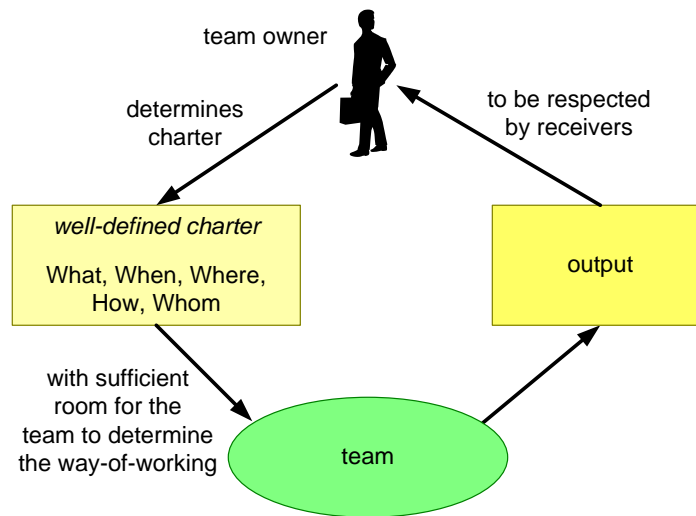 team owner
determines
charter
to be respected
by receivers
well-defined charter
What, When, Where,
How, Whom
output
with sufficient
room for the
team to determine
the way-of-working
team